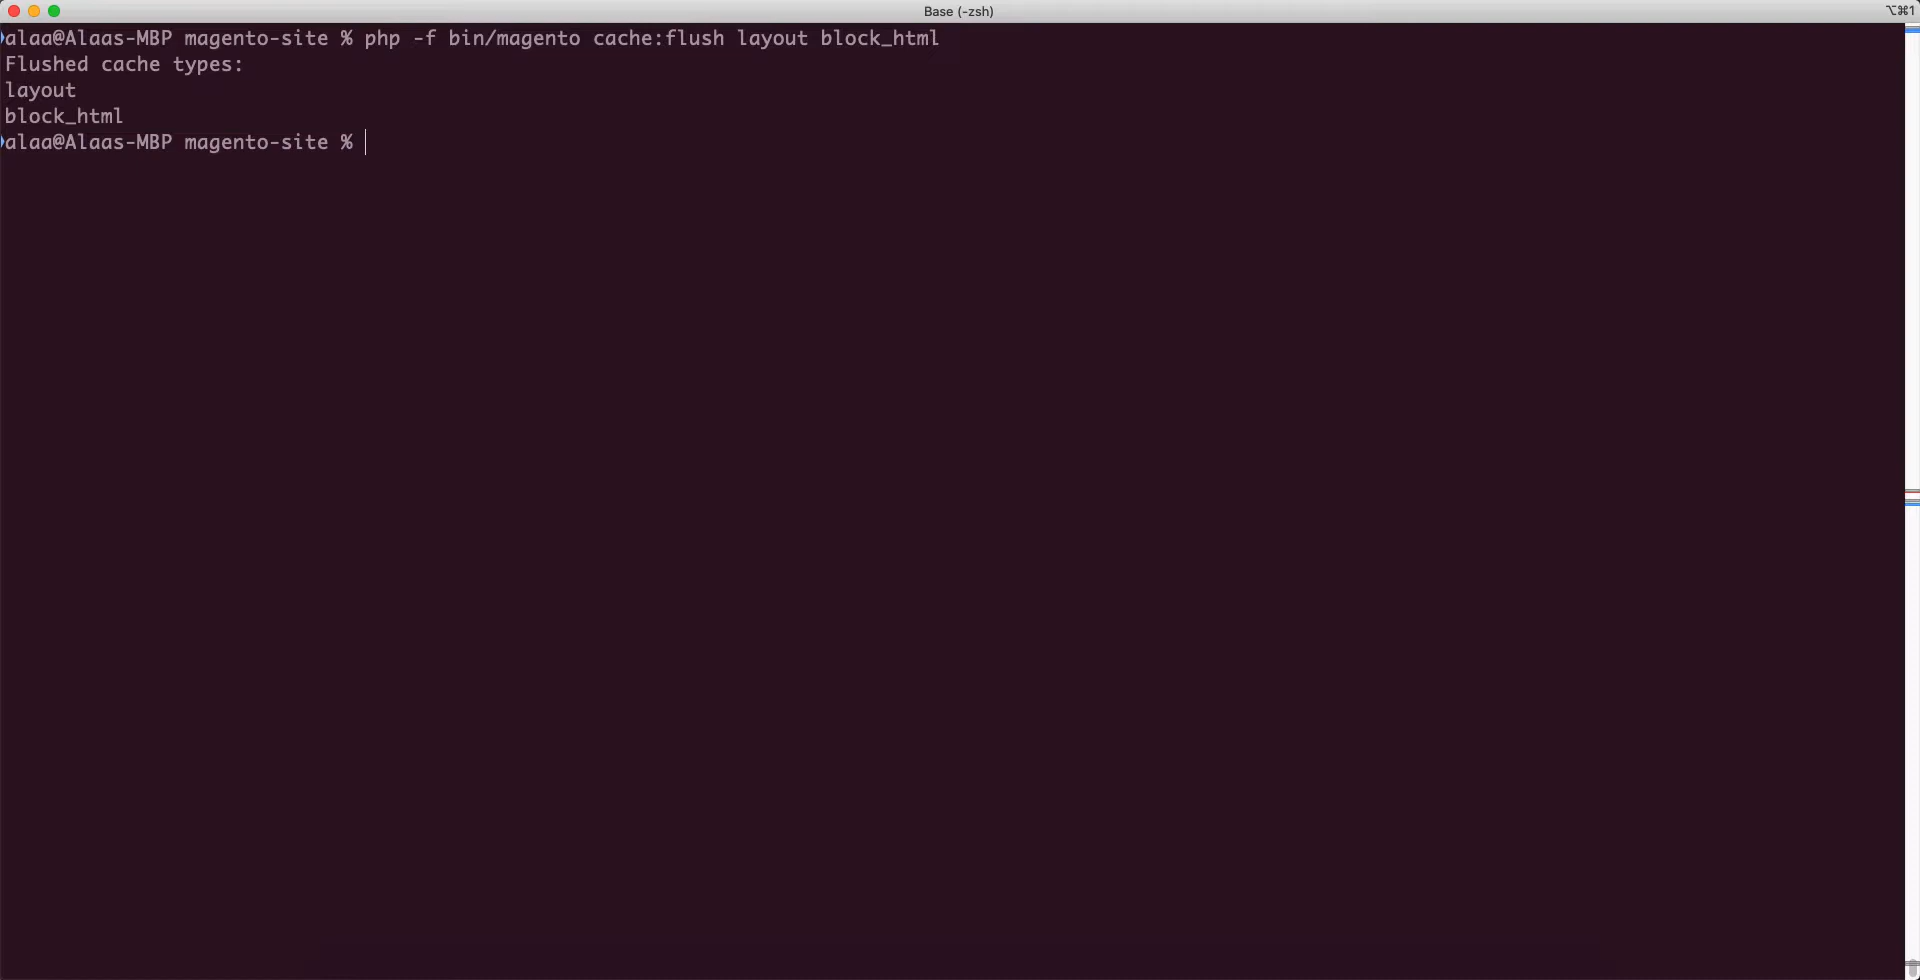 Base (-zsh)
⌥⌘1
alaa@Alaas-MBP magento-site % php -f bin/magento cache:flush layout block_html
Flushed cache types:
layout
block_html
alaa@Alaas-MBP magento-site %